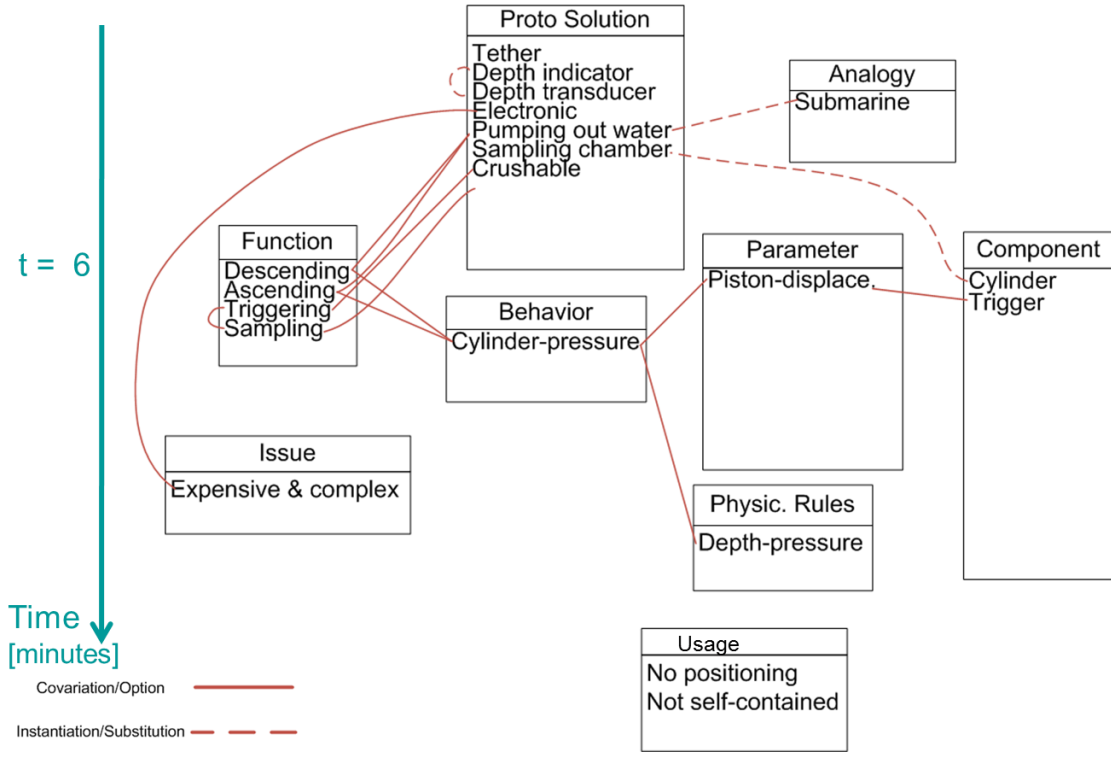 Proto Solution
Tether
Depth indicator
Depth transducer
Electronic
Pumping out water
Sampling chamber
Crushable
Analogy
Submarine
t = 6
Function
Descending
Ascending
Triggering
Sampling
Behavior
Cylinder-pressure
Parameter
Piston-displace.
Component
Cylinder
Trigger
Issue
Expensive & complex
Physic. Rules
Depth-pressure
Usage
No positioning
Not self-contained
Time
[minutes]
Covariation/Option
Instantiation/Substitution